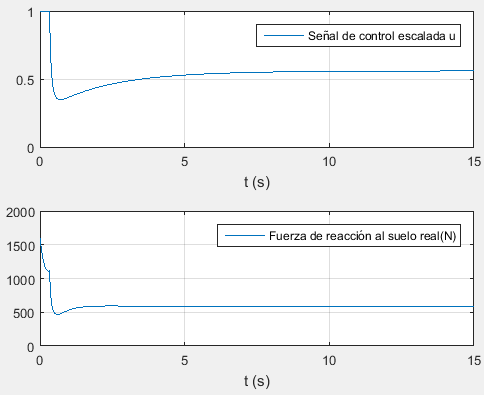 1
Señal de control escalada u
0.5
0
0 5 10 15
t (s)
2000
Fuerza de reacción al suelo real(N)
1500
1000
500
0
0 5 10 15
t (s)